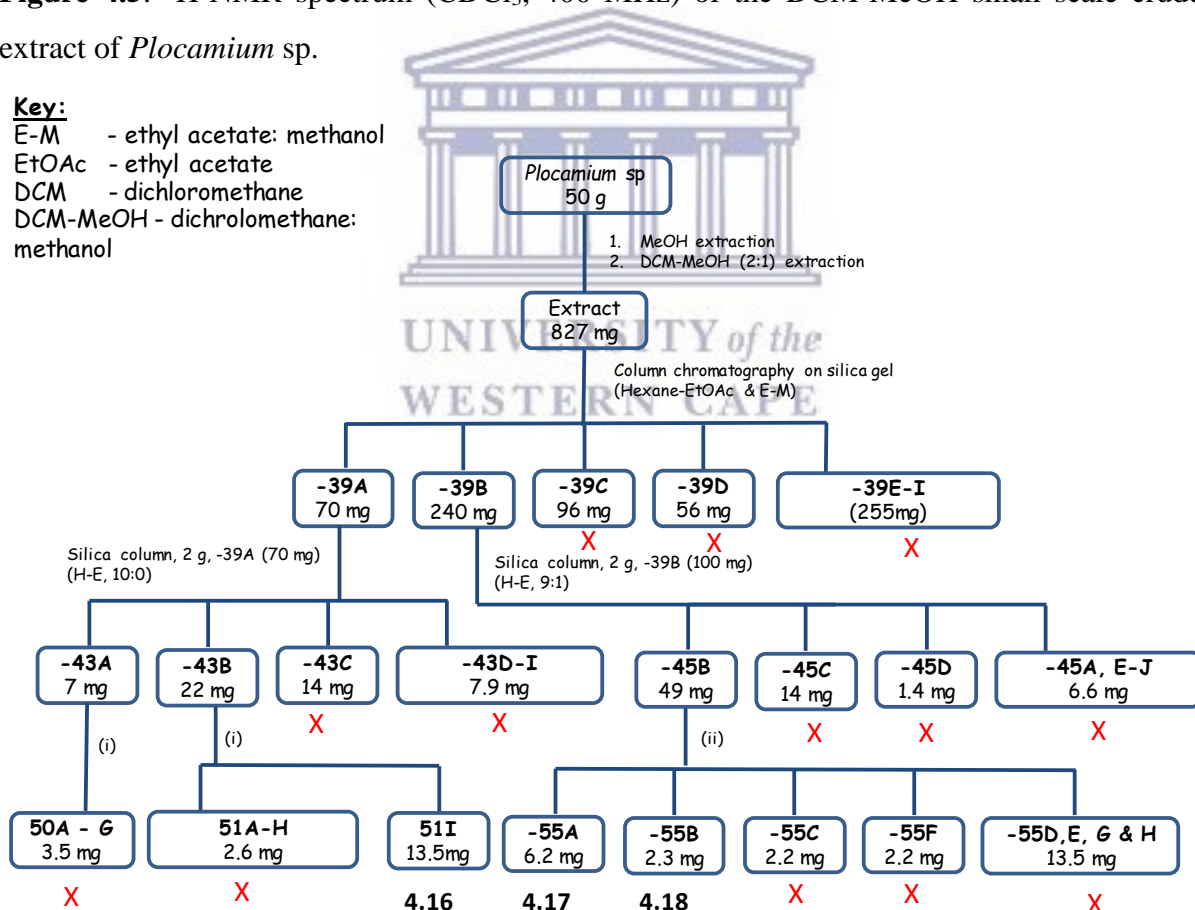 Figure 4.5: ¹H NMR spectrum (CDCl₃, 400 MHz) of the DCM-MeOH small scale crude
extract of Plocamium sp.
Key:
E-M - ethyl acetate: methanol
EtOAc - ethyl acetate
DCM - dichloromethane
DCM-MeOH - dichrolomethane:
methanol
Plocamium sp
50 g
1. MeOH extraction
2. DCM-MeOH (2:1) extraction
Extract
827 mg
UNIVERSITY of the
WESTERN CAPE
Column chromatography on silica gel
(Hexane-EtOAc & E-M)
-39A
70 mg
-39B
240 mg
-39C
96 mg
X
-39D
56 mg
X
-39E-I
(255mg)
X
Silica column, 2 g, -39A (70 mg)
(H-E, 10:0)
Silica column, 2 g, -39B (100 mg)
(H-E, 9:1)
-43A
7 mg
-43B
22 mg
-43C
14 mg
X
-43D-I
7.9 mg
X
-45B
49 mg
-45C
14 mg
X
-45D
1.4 mg
X
-45A, E-J
6.6 mg
X
(i)
(i)
(ii)
50A - G
3.5 mg
X
51A-H
2.6 mg
X
51I
13.5mg
4.16
-55A
6.2 mg
4.17
-55B
2.3 mg
4.18
-55C
2.2 mg
X
-55F
2.2 mg
X
-55D,E, G & H
13.5 mg
X